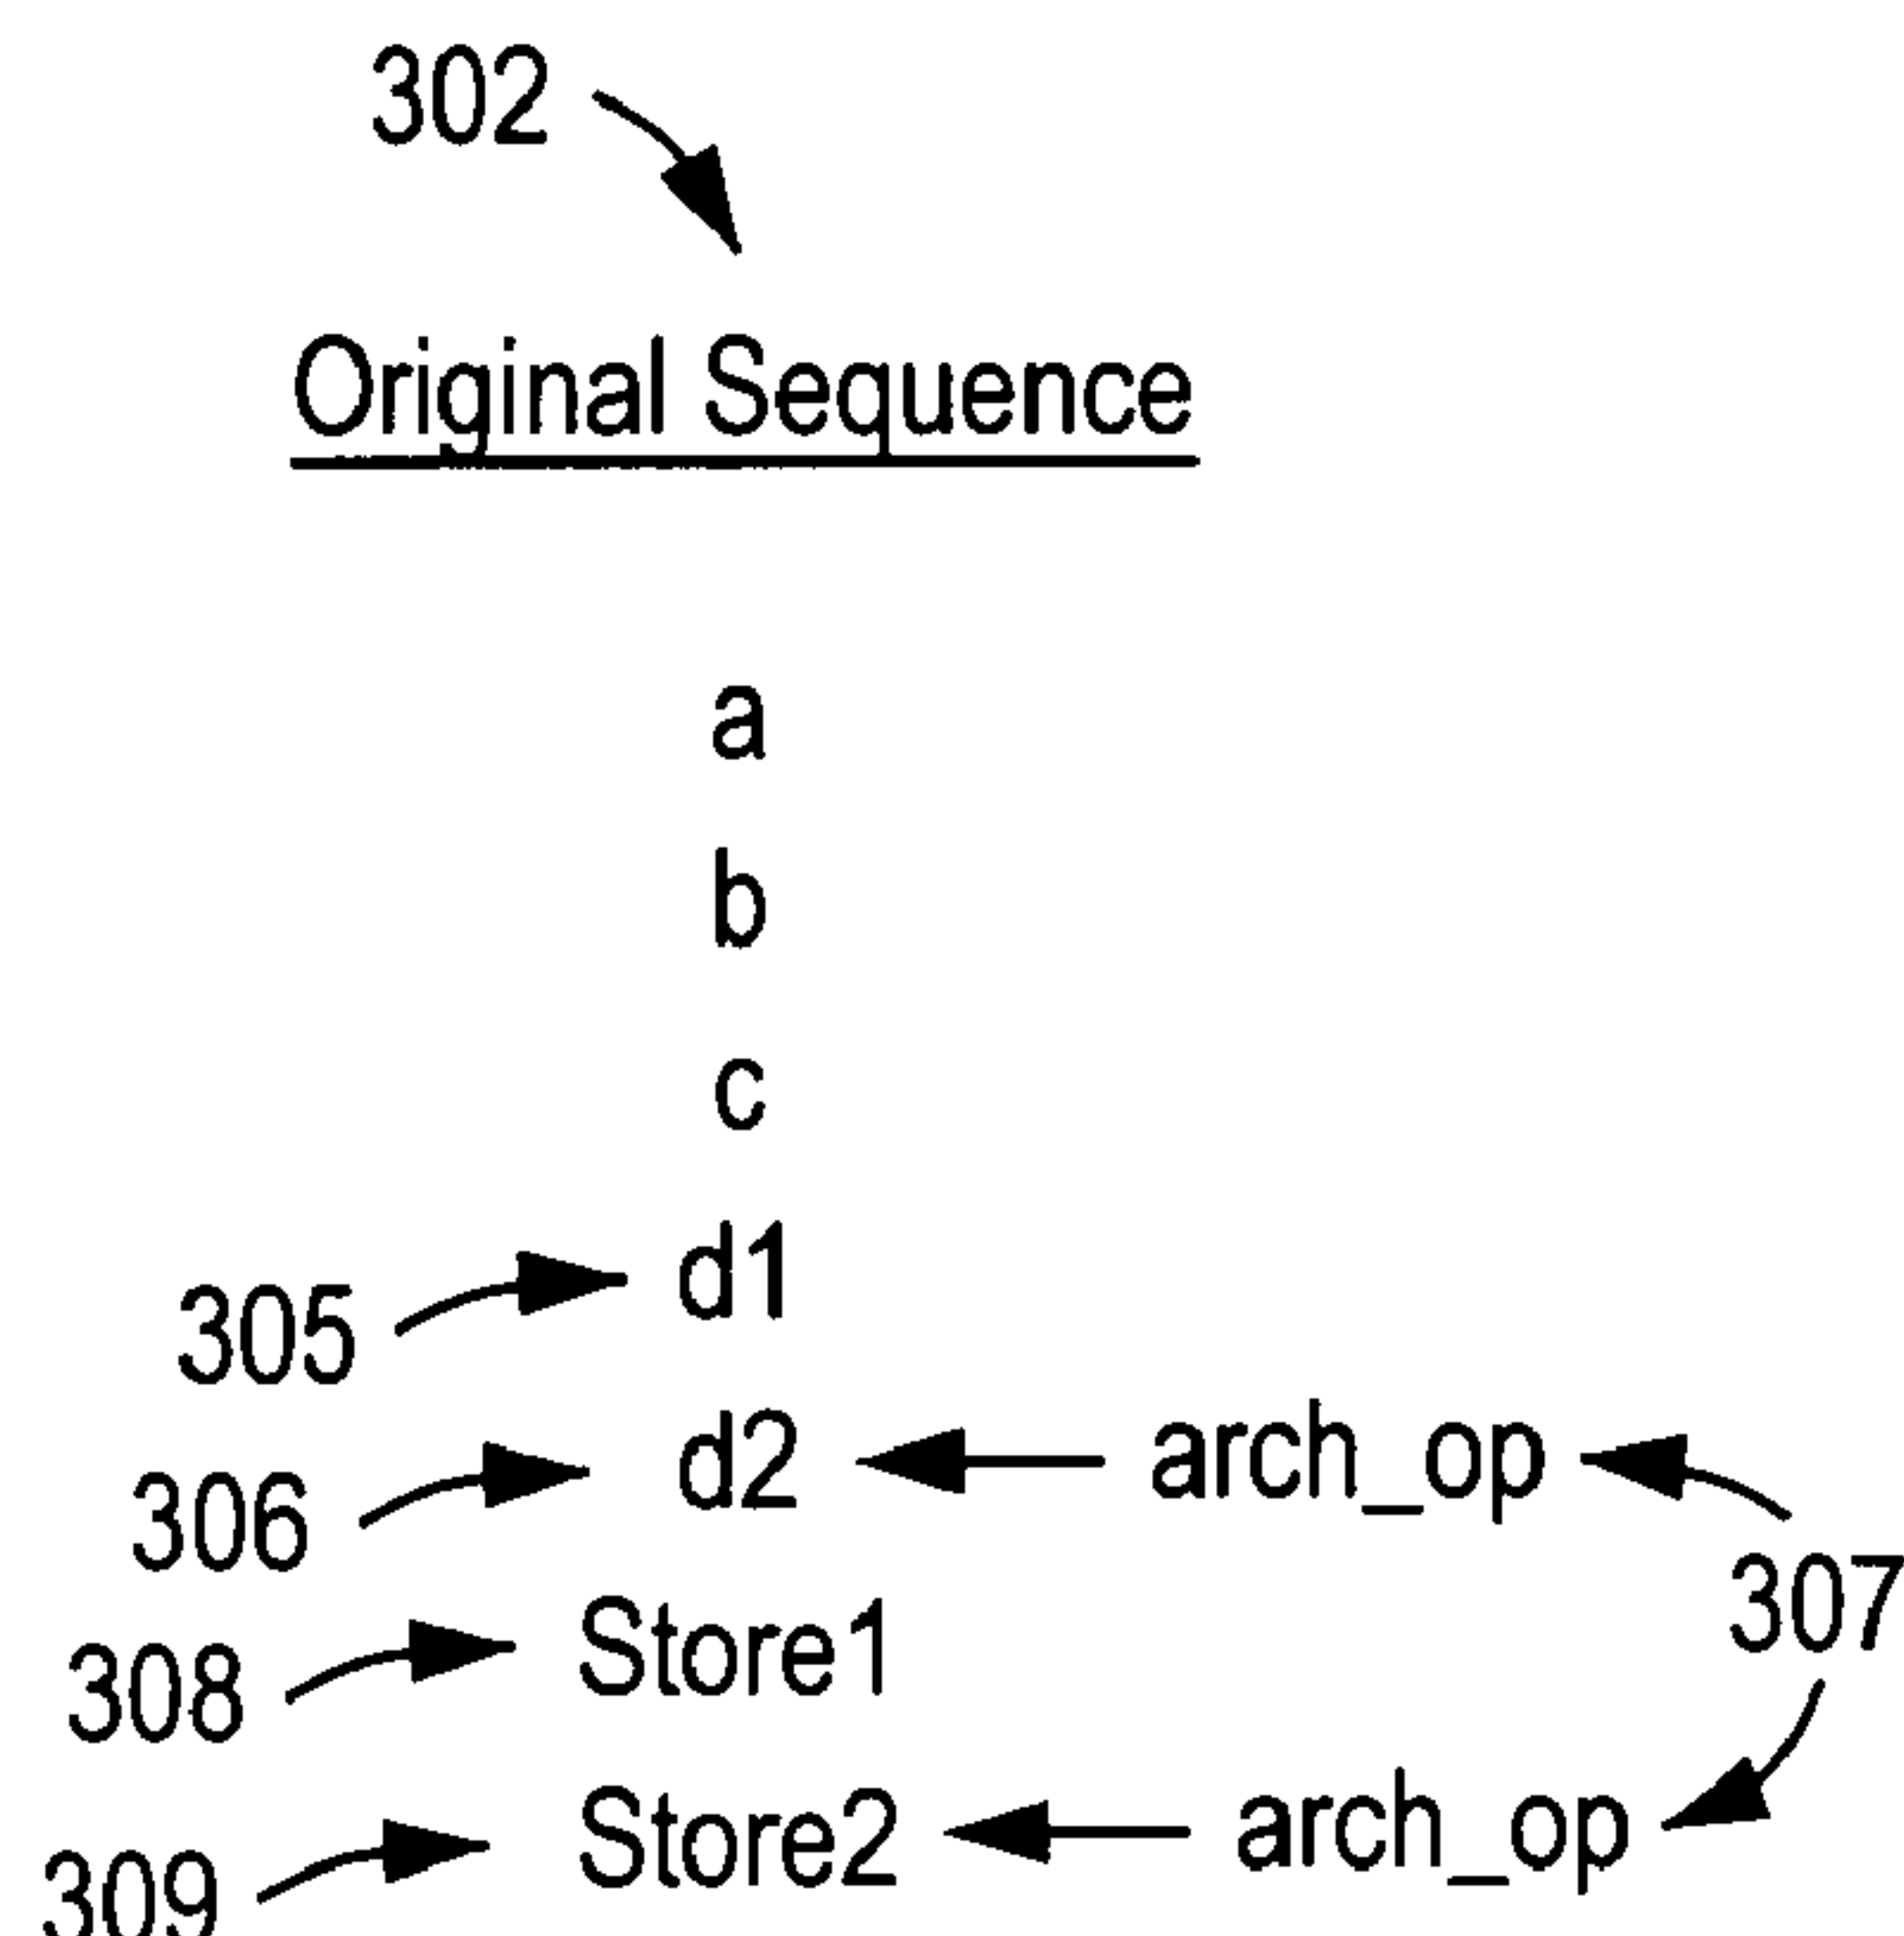 302
Original Sequence
a
b
c
305 d1
306 d2 arch_op
307
308 Store1
309 Store2 arch_op